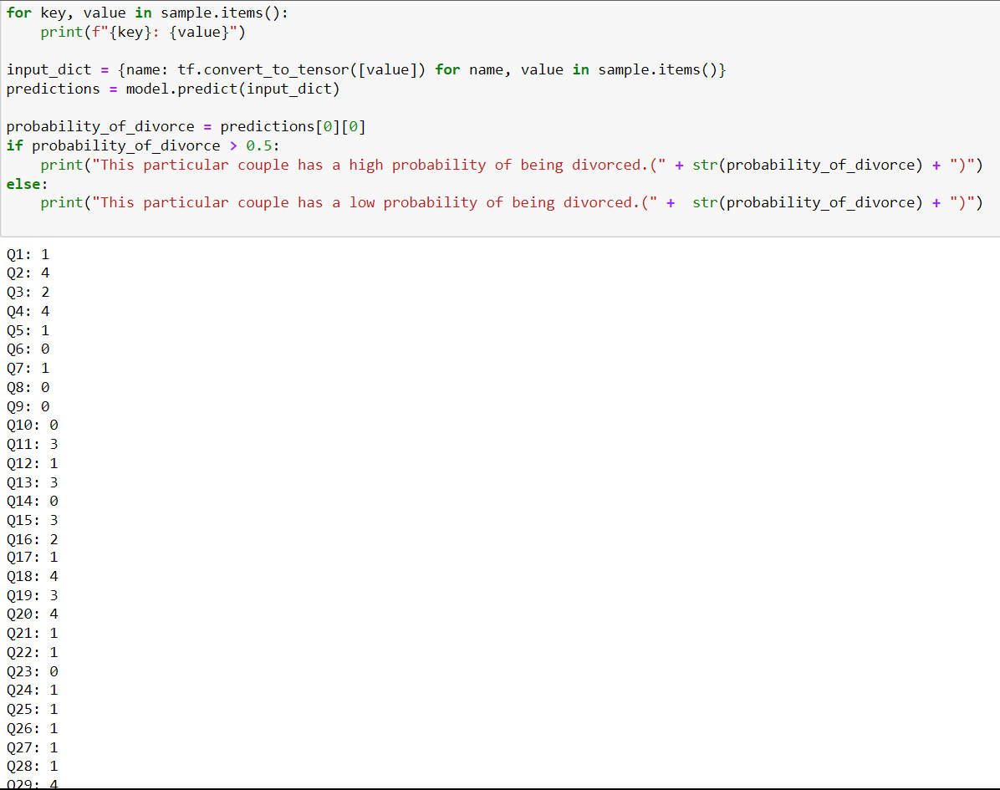 for key, value in sample.items():
    print(f"{key}: {value}")
input_dict = {name: tf.convert_to_tensor([value]) for name, value in sample.items()}
predictions = model.predict(input_dict)
probability_of_divorce = predictions[0][0]
if probability_of_divorce > 0.5:
    print("This particular couple has a high probability of being divorced.(" + str(probability_of_divorce) + ")")
else:
    print("This particular couple has a low probability of being divorced.(" +  str(probability_of_divorce) + ")")
Q1: 1
Q2: 4
Q3: 2
Q4: 4
Q5: 1
Q6: 0
Q7: 1
Q8: 0
Q9: 0
Q10: 0
Q11: 3
Q12: 1
Q13: 3
Q14: 0
Q15: 3
Q16: 2
Q17: 1
Q18: 4
Q19: 3
Q20: 4
Q21: 1
Q22: 1
Q23: 0
Q24: 1
Q25: 1
Q26: 1
Q27: 1
Q28: 1
Q29: 4